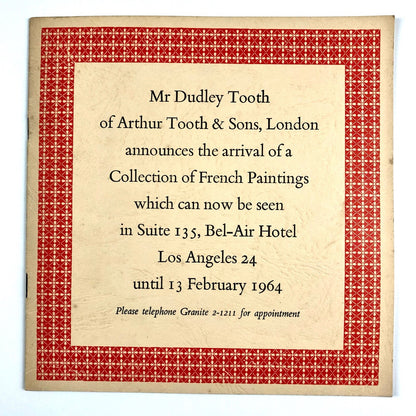 Mr Dudley Tooth
of Arthur Tooth & Sons, London
announces the arrival of a
Collection of French Paintings
which can now be seen
in Suite 135, Bel-Air Hotel
Los Angeles 24
until 13 February 1964
Please telephone Granite 2-1211 for appointment